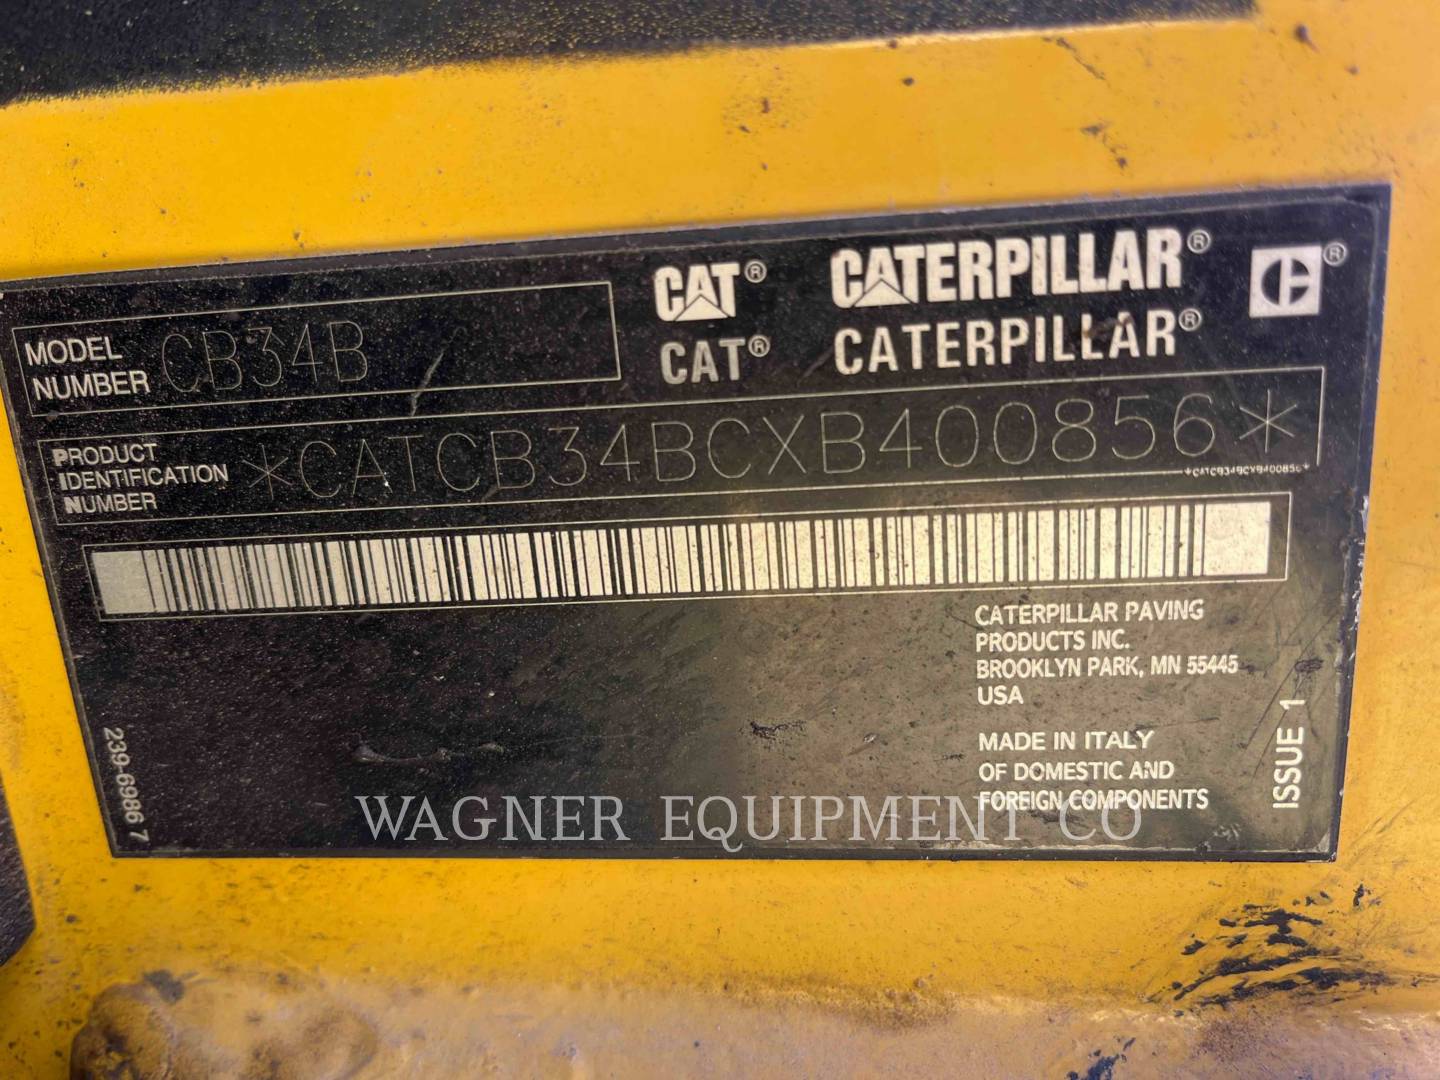 CAT® CATERPILLAR® ®
CAT® CATERPILLAR®
MODEL
NUMBER CB34B
PRODUCT
IDENTIFICATION
NUMBER
*CATCB34BCXB400856*
*CATCB34BCXB400856*
CATERPILLAR PAVING
PRODUCTS INC.
BROOKLYN PARK, MN 55445
USA
MADE IN ITALY
OF DOMESTIC AND
FOREIGN COMPONENTS
ISSUE 1
239-6986 7
WAGNER EQUIPMENT CO